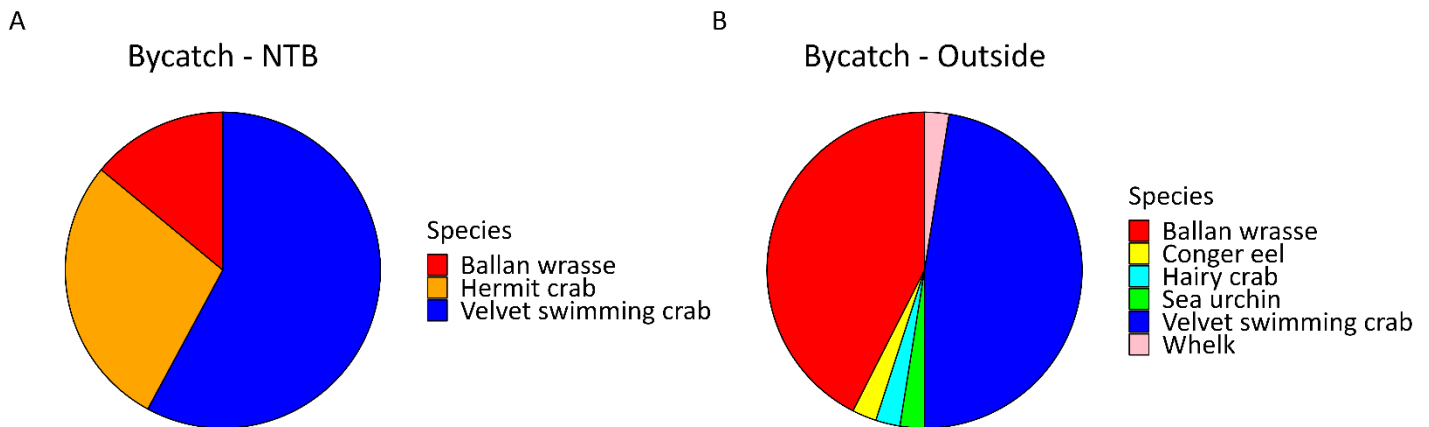 A
Bycatch - NTB
Species
Ballan wrasse
Hermit crab
Velvet swimming crab
B
Bycatch - Outside
Species
Ballan wrasse
Conger eel
Hairy crab
Sea urchin
Velvet swimming crab
Whelk